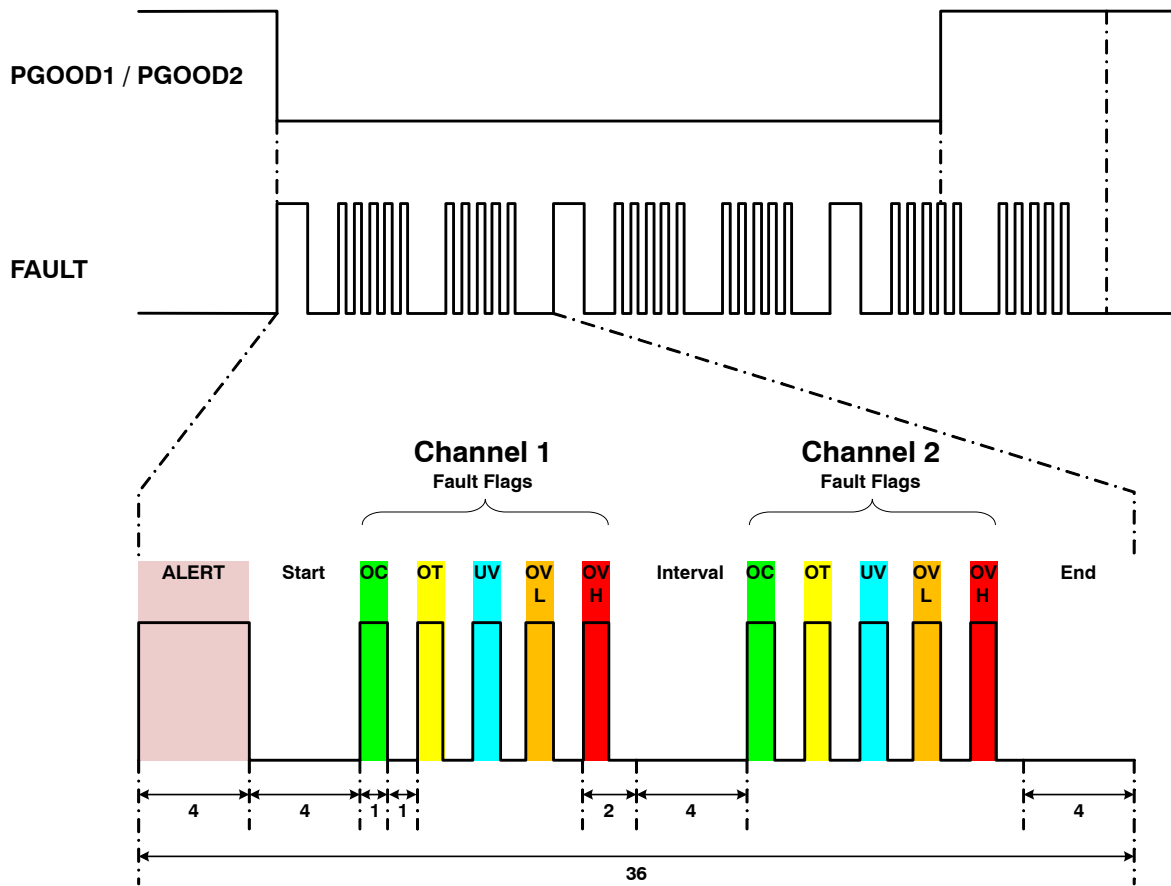 PGOOD1 / PGOOD2
FAULT
Channel 1
Fault Flags
Channel 2
Fault Flags
ALERT
Start
OC
OT
UV
OV
L
OV
H
Interval
OC
OT
UV
OV
L
OV
H
End
4
4
1
1
2
4
4
36